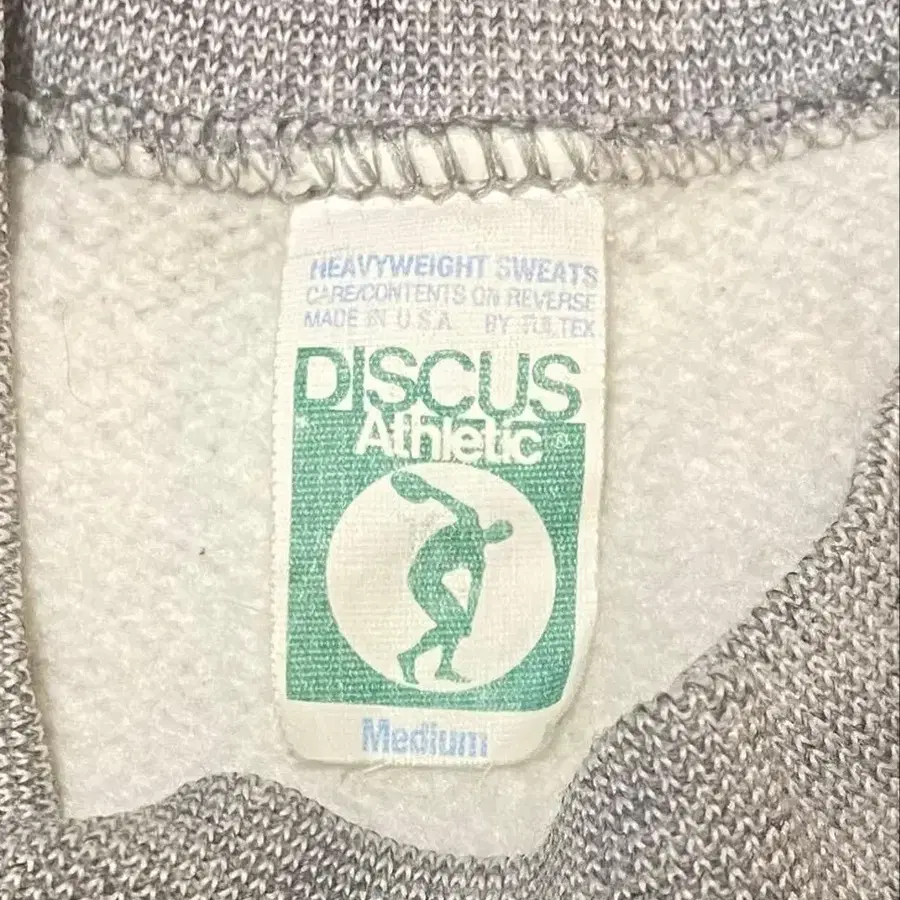 HEAVYWEIGHT SWEATS
CARE/CONTENTS ON REVERSE
MADE IN U.S.A. BY TULTEX
DISCUS
Athletic®
Medium